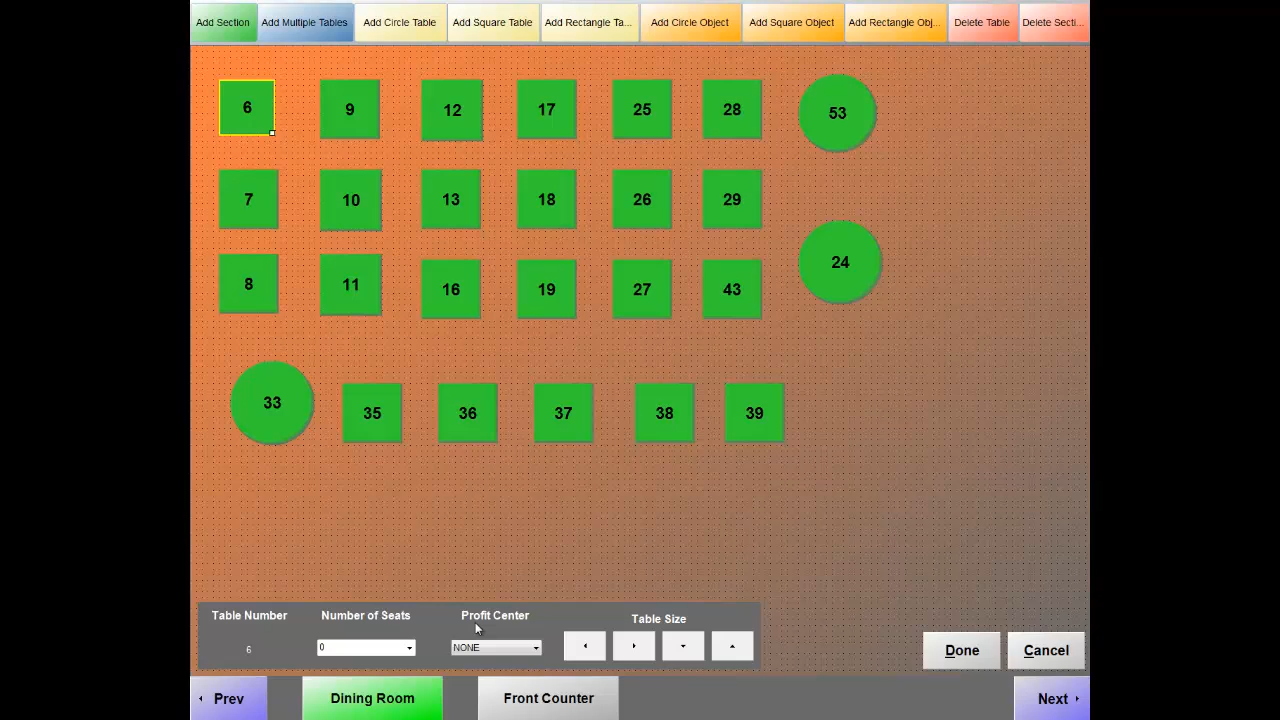 Add Section Add Multiple Tables Add Circle Table Add Square Table Add Rectangle Ta... Add Circle Object Add Square Object Add Rectangle Obj... Delete Table Delete Secti...
6 9 12 17 25 28 53
7 10 13 18 26 29
24
8 11 16 19 27 43
33 35 36 37 38 39
Table Number Number of Seats Profit Center Table Size
6 0 NONE
Done Cancel
Prev Dining Room Front Counter Next